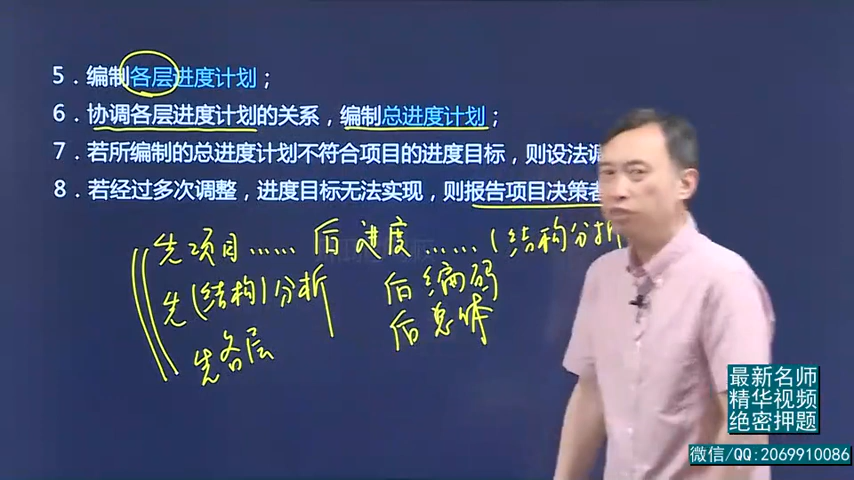 5．编制各层进度计划；
6．协调各层进度计划的关系，编制总进度计划；
7．若所编制的总进度计划不符合项目的进度目标，则设法调
8．若经过多次调整，进度目标无法实现，则报告项目决策者
先项目……后进度……(结构分析
先(结构)分析 后编码
先各层 后总体
最新名师
精华视频
绝密押题
微信/QQ:2069910086